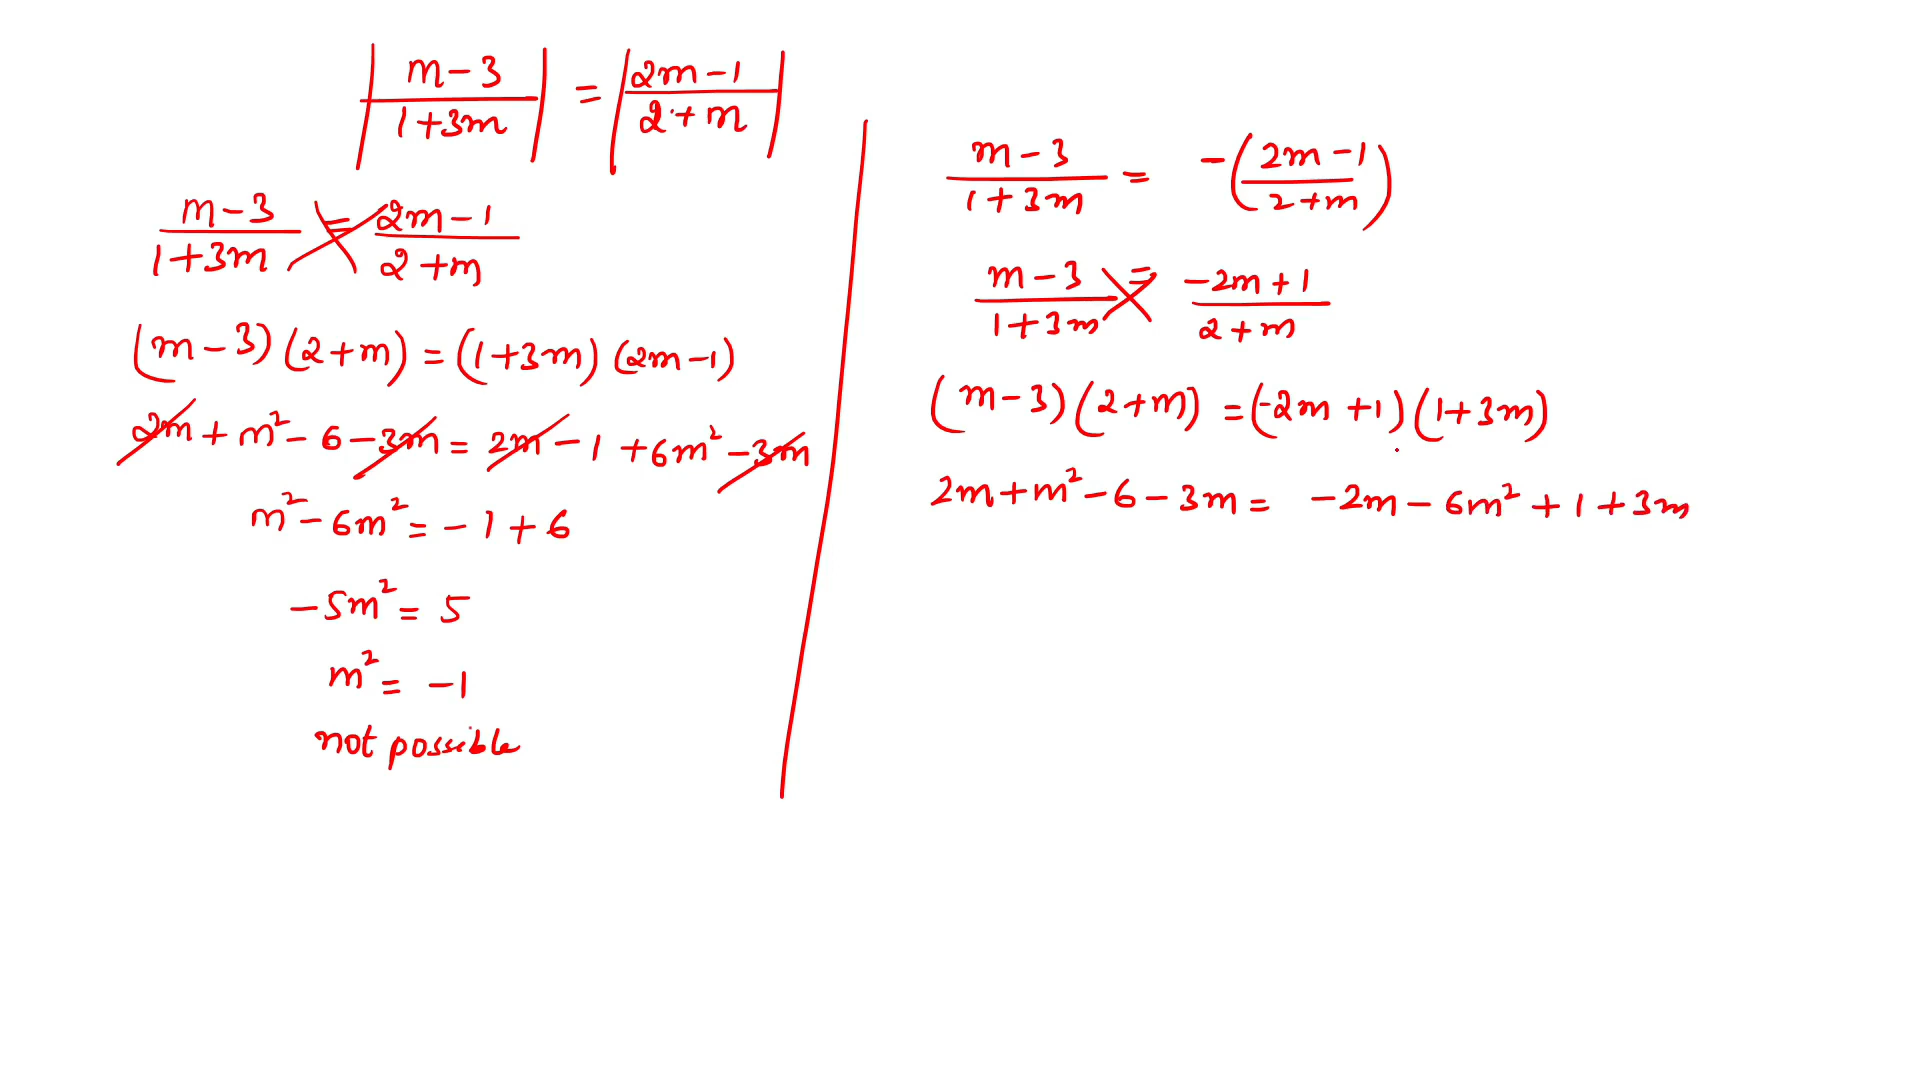 |m-3/1+3m| = |2m-1/2+m|
m-3/1+3m = 2m-1/2+m
(m-3)(2+m) = (1+3m)(2m-1)
2m+m²-6-3m = 2m-1+6m²-3m
m²-6m² = -1+6
-5m² = 5
m² = -1
not possible
m-3/1+3m = -(2m-1/2+m)
m-3/1+3m = -2m+1/2+m
(m-3)(2+m) = (-2m+1)(1+3m)
2m+m²-6-3m = -2m-6m²+1+3m